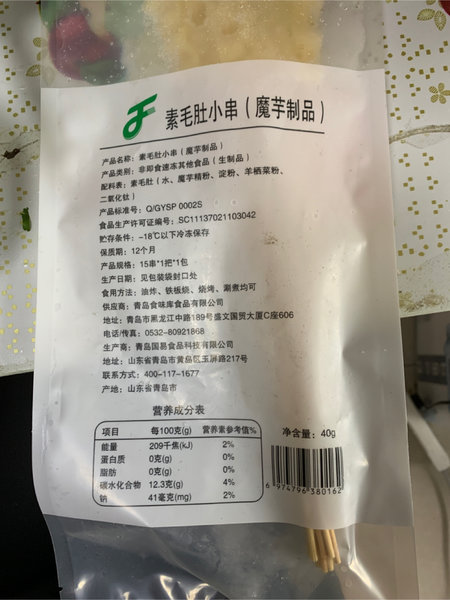 素毛肚小串（魔芋制品）
产品名称：素毛肚小串（魔芋制品）
产品类别：非即食速冻其他食品（生制品）
配料表：素毛肚（水、魔芋精粉、淀粉、羊栖菜粉、
二氧化钛）
产品标准号：Q/GYSP 0002S
食品生产许可证编号：SC11137021103042
贮存条件：-18℃以下冷冻保存
保质期：12个月
产品规格：15串*1把*1包
生产日期：见包装袋封口处
食用方法：油炸、铁板烧、烧烤、涮煮均可
供应商：青岛食味库食品有限公司
地址：青岛市黑龙江中路189号盛文国贸大厦C座606
电话/传真：0532-80921868
生产商：青岛国易食品科技有限公司
地址：山东省青岛市黄岛区玉屏路217号
联系方式：400-117-1677
产地：山东省青岛市
营养成分表
项目 每100克(g) 营养素参考值%
能量 209千焦(kJ) 2%
蛋白质 0克(g) 0%
脂肪 0克(g) 0%
碳水化合物 12.3克(g) 4%
钠 41毫克(mg) 2%
净含量：40g
6 974796 380162